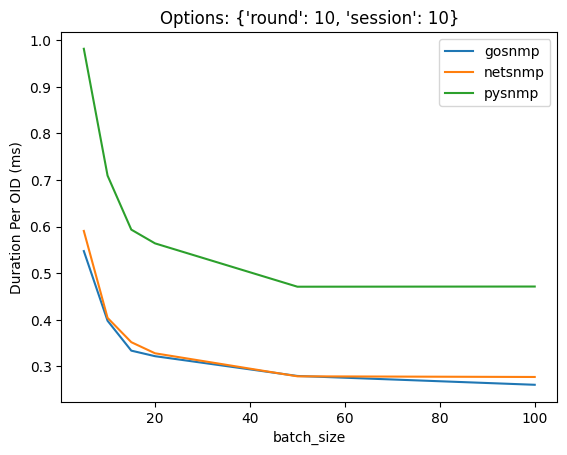 Options: {'round': 10, 'session': 10}
1.0
0.9
0.8
0.7
0.6
0.5
0.4
0.3
Duration Per OID (ms)
gosnmp
netsnmp
pysnmp
20
40
60
80
100
batch_size